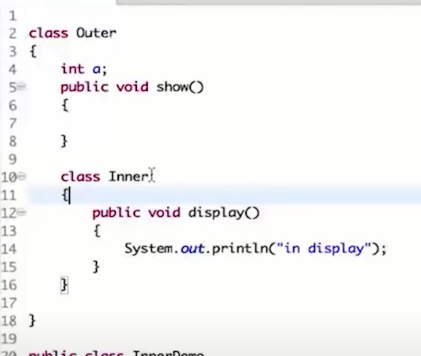 1
2 class Outer
3 {
4 int a;
5 public void show()
6 {
7
8 }
9
10 class Inner
11 {
12 public void display()
13 {
14 System.out.println("in display");
15 }
16 }
17
18 }
19
20 public class InnerDemo